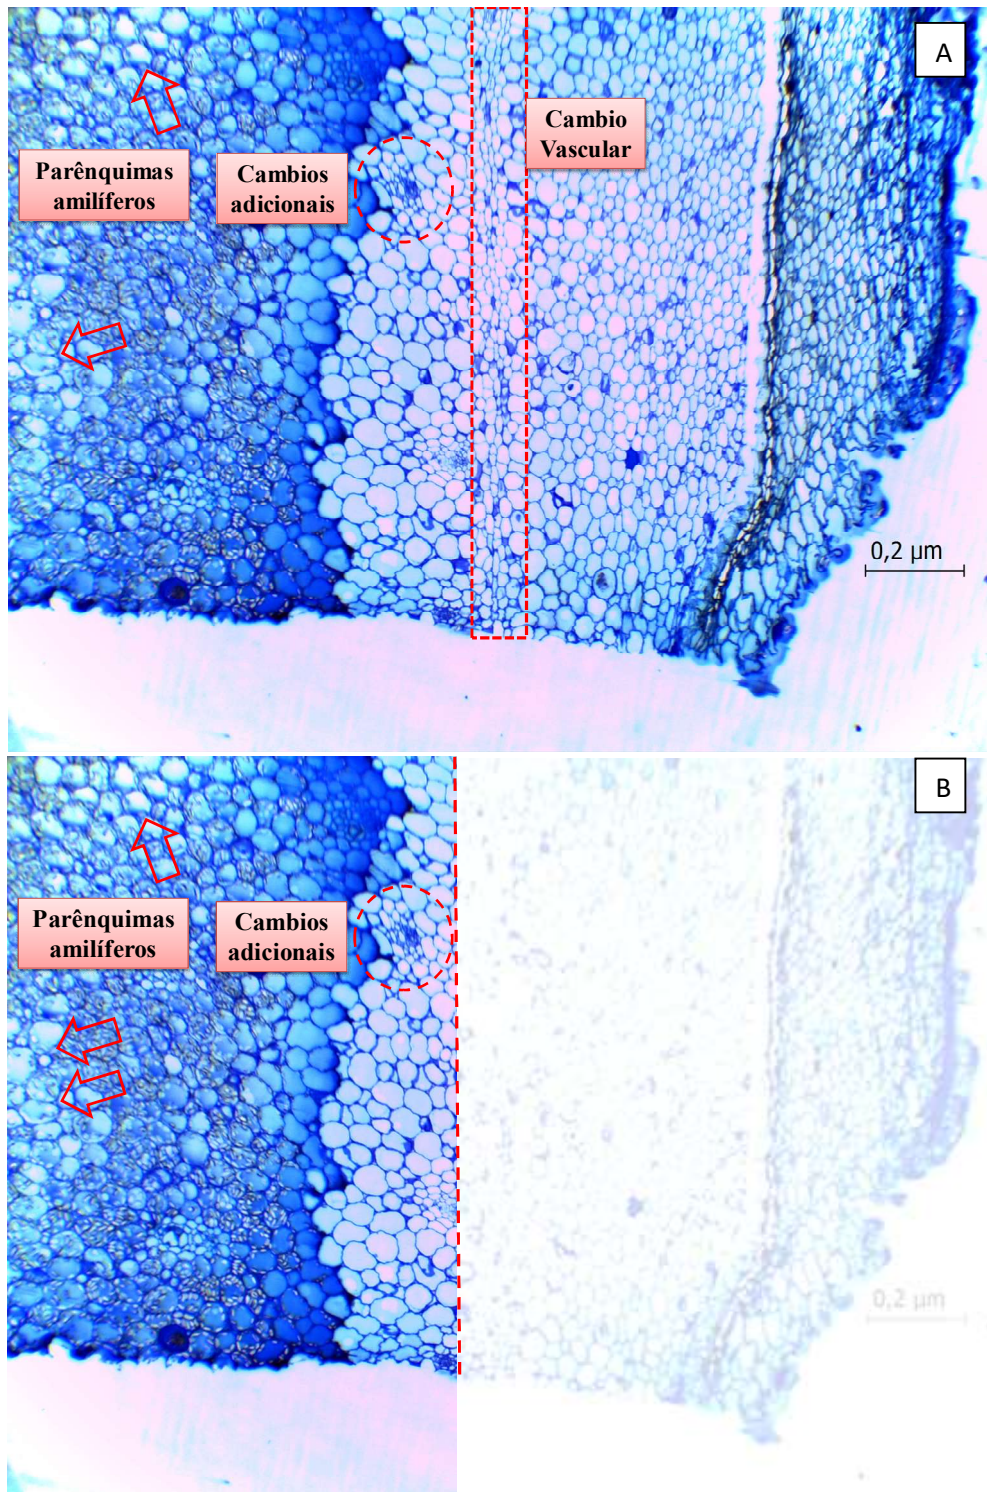 A
Cambio
Vascular
Parênquimas
amilíferos
Cambios
adicionais
0,2 µm
B
Parênquimas
amilíferos
Cambios
adicionais
0,2 µm